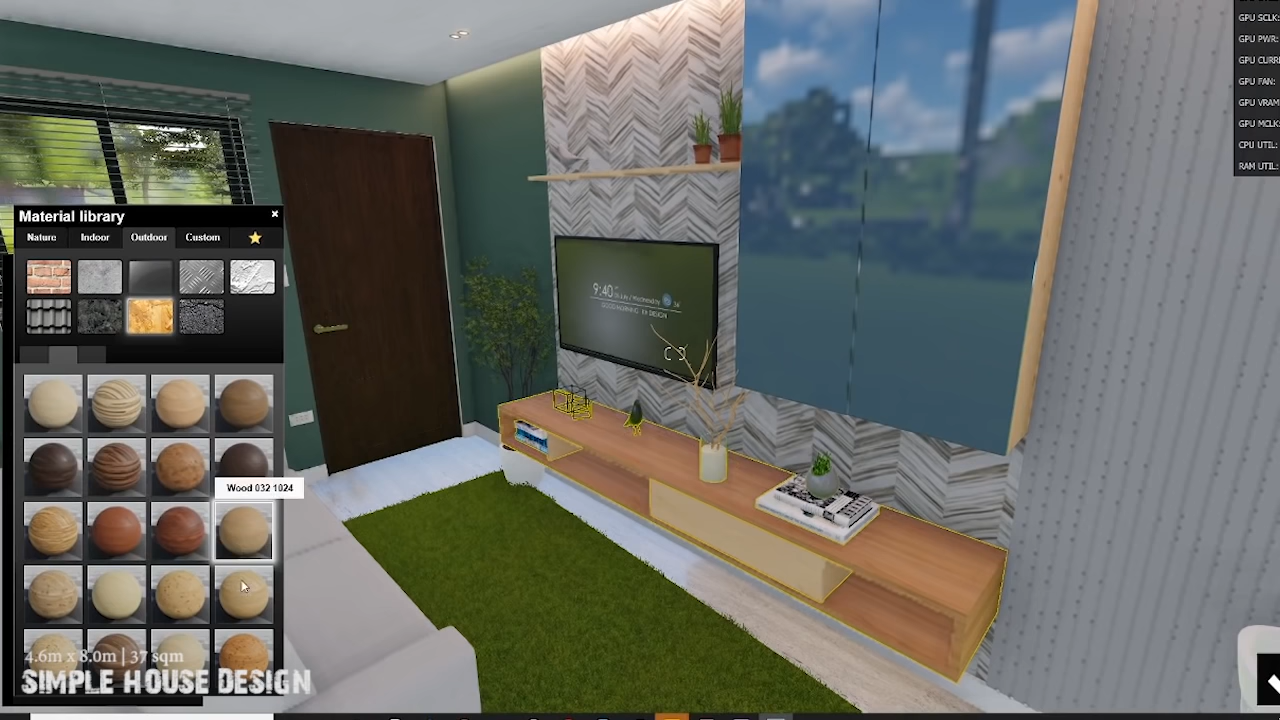 GPU SCLK:
GPU PWR:
GPU CURR
GPU FAN:
GPU VRAM
GPU MCLK:
CPU UTIL:
RAM UTIL:
Material library
Nature Indoor Outdoor Custom
9:40
Wood 032 1024
4.6m x 8.0m | 37 sqm
SIMPLE HOUSE DESIGN